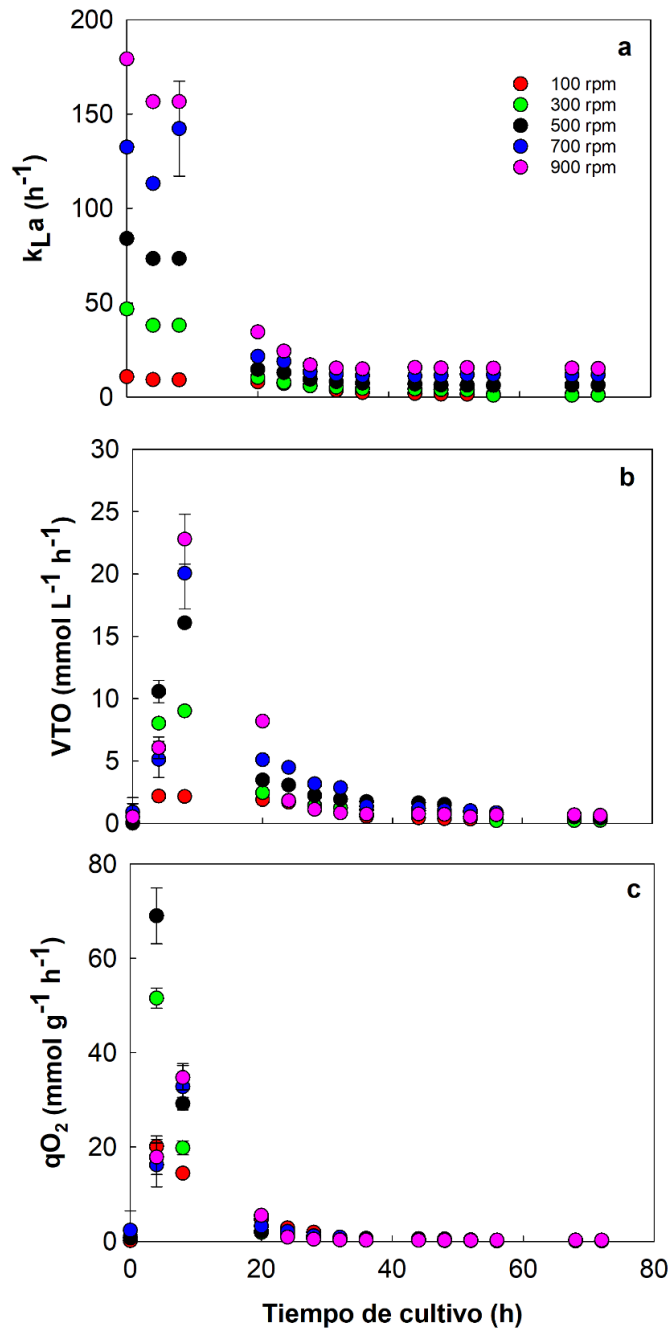 200
a
100 rpm
300 rpm
500 rpm
700 rpm
900 rpm
150
100
50
0
kLa (h-1)
30
b
25
20
15
10
5
0
VTO (mmol L-1 h-1)
80
c
60
40
20
0
qO2 (mmol g-1 h-1)
0 20 40 60 80
Tiempo de cultivo (h)